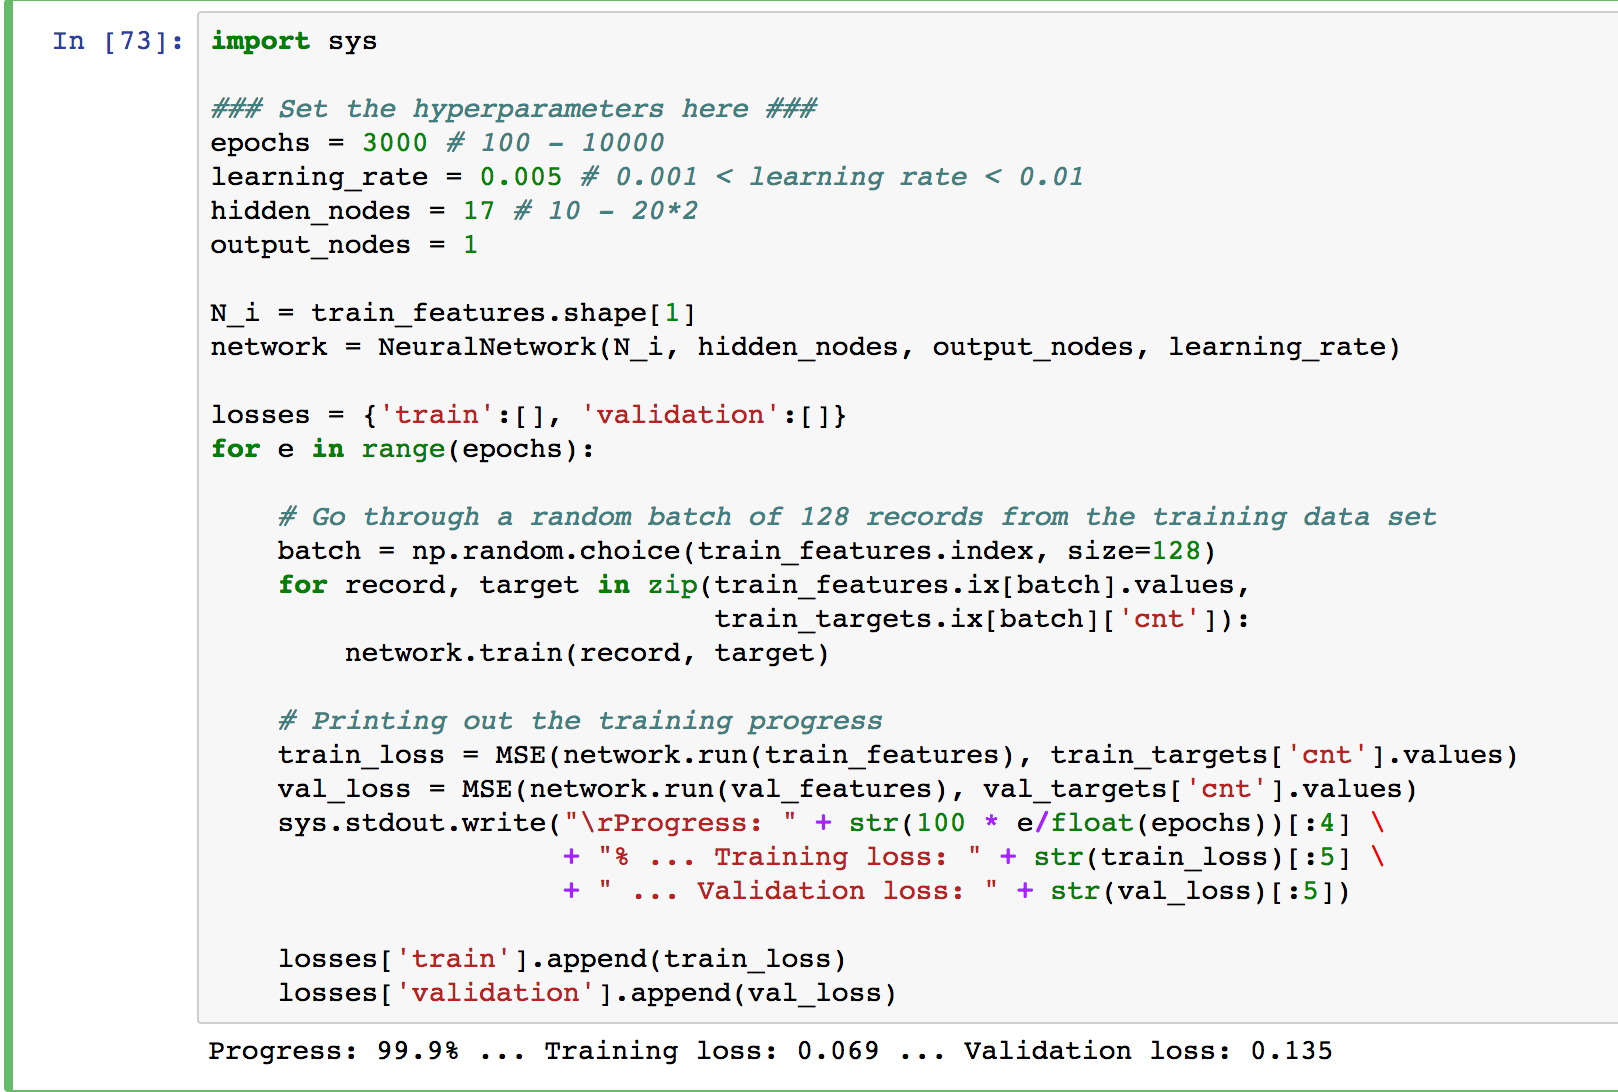 In [73]: import sys
### Set the hyperparameters here ###
epochs = 3000 # 100 - 10000
learning_rate = 0.005 # 0.001 < learning rate < 0.01
hidden_nodes = 17 # 10 - 20*2
output_nodes = 1
N_i = train_features.shape[1]
network = NeuralNetwork(N_i, hidden_nodes, output_nodes, learning_rate)
losses = {'train':[], 'validation':[]}
for e in range(epochs):
    # Go through a random batch of 128 records from the training data set
    batch = np.random.choice(train_features.index, size=128)
    for record, target in zip(train_features.ix[batch].values,
                              train_targets.ix[batch]['cnt']):
        network.train(record, target)
    # Printing out the training progress
    train_loss = MSE(network.run(train_features), train_targets['cnt'].values)
    val_loss = MSE(network.run(val_features), val_targets['cnt'].values)
    sys.stdout.write("\rProgress: " + str(100 * e/float(epochs))[:4] \
                     + "% ... Training loss: " + str(train_loss)[:5] \
                     + " ... Validation loss: " + str(val_loss)[:5])
    losses['train'].append(train_loss)
    losses['validation'].append(val_loss)
Progress: 99.9% ... Training loss: 0.069 ... Validation loss: 0.135